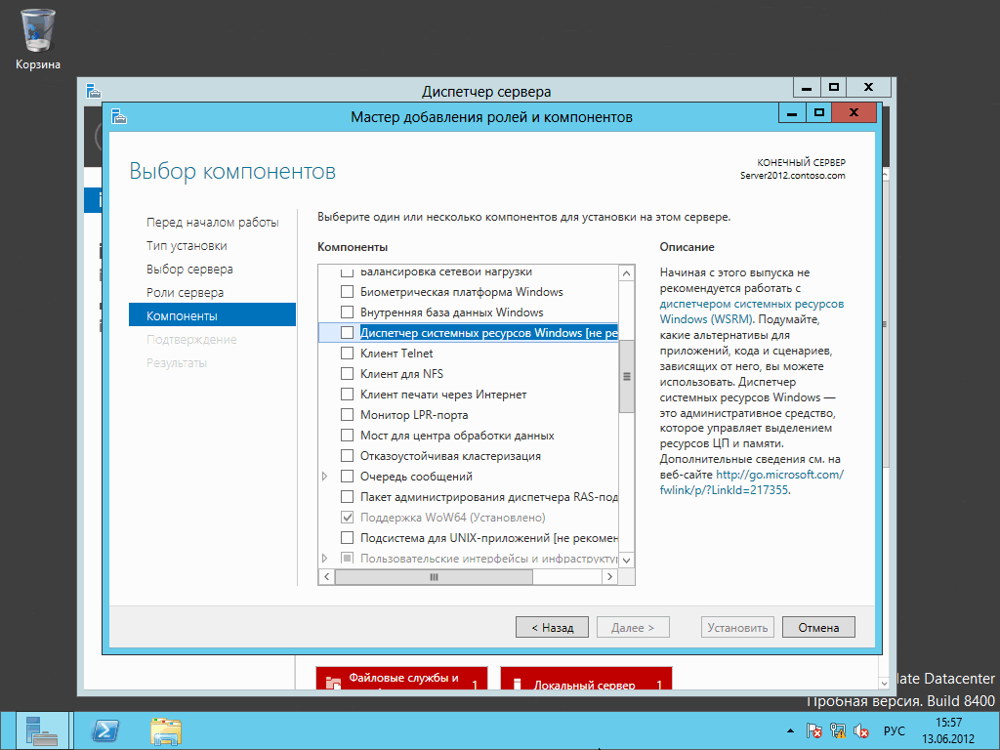 Корзина
Диспетчер сервера
Мастер добавления ролей и компонентов
Выбор компонентов
КОНЕЧНЫЙ СЕРВЕР
Server2012.contoso.com
Перед началом работы
Тип установки
Выбор сервера
Роли сервера
Компоненты
Подтверждение
Результаты
Выберите один или несколько компонентов для установки на этом сервере.
Компоненты
Балансировка сетевой нагрузки
Биометрическая платформа Windows
Внутренняя база данных Windows
Диспетчер системных ресурсов Windows [не ре
Клиент Telnet
Клиент для NFS
Клиент печати через Интернет
Монитор LPR-порта
Мост для центра обработки данных
Отказоустойчивая кластеризация
Очередь сообщений
Пакет администрирования диспетчера RAS-под
Поддержка WoW64 (Установлено)
Подсистема для UNIX-приложений [не рекомен
Пользовательские интерфейсы и инфраструктур
Описание
Начиная с этого выпуска не
рекомендуется работать с
диспетчером системных ресурсов
Windows (WSRM). Подумайте,
какие альтернативы для
приложений, кода и сценариев,
зависящих от него, вы можете
использовать. Диспетчер
системных ресурсов Windows —
это административное средство,
которое управляет выделением
ресурсов ЦП и памяти.
Дополнительные сведения см. на
веб-сайте http://go.microsoft.com/
fwlink/p/?LinkId=217355.
< Назад
Далее >
Установить
Отмена
Файловые службы и
1
Локальный сервер
1
late Datacenter
Пробная версия. Build 8400
РУС
15:57
13.06.2012